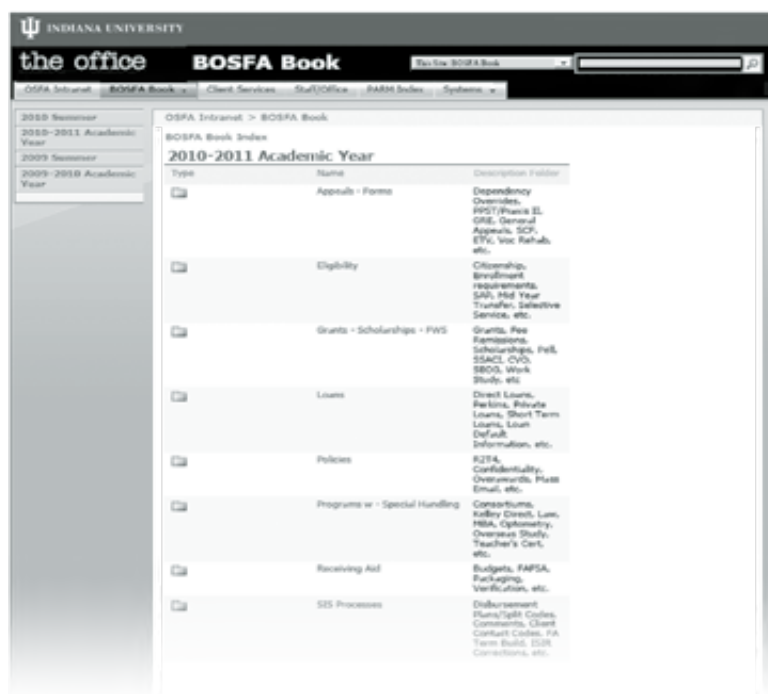 INDIANA UNIVERSITY
the office
BOSFA Book
This Site: BOSFA Book
OSFA Intranet
BOSFA Book
Client Services
Staff/Office
PARM Index
Systems
2010 Summer
2010-2011 Academic
Year
2009 Summer
2009-2010 Academic
Year
OSFA Intranet > BOSFA Book
BOSFA Book Index
2010-2011 Academic Year
Type Name Description Folder
Appeals - Forms
Dependency
Overrides,
PPST/Praxis II,
GRE, General
Appeals, SCF,
ETV, Voc Rehab,
etc.
Eligibility
Citizenship,
Enrollment
requirements,
SAP, Mid Year
Transfer, Selective
Service, etc.
Grants - Scholarships - FWS
Grants, Fee
Remissions,
Scholarships, Pell,
SSACI, CVO,
SEOG, Work
Study, etc
Loans
Direct Loans,
Perkins, Private
Loans, Short Term
Loans, Loan
Default
Information, etc.
Policies
R2T4,
Confidentiality,
Overawards, Mass
Email, etc.
Programs w - Special Handling
Consortiums,
Kelley Direct, Law,
MBA, Optometry,
Overseas Study,
Teacher's Cert,
etc.
Receiving Aid
Budgets, FAFSA,
Packaging,
Verification, etc.
SIS Processes
Disbursement
Plans/Split Codes,
Comments, Client
Contact Codes, FA
Term Build, ISIR
Corrections, etc.